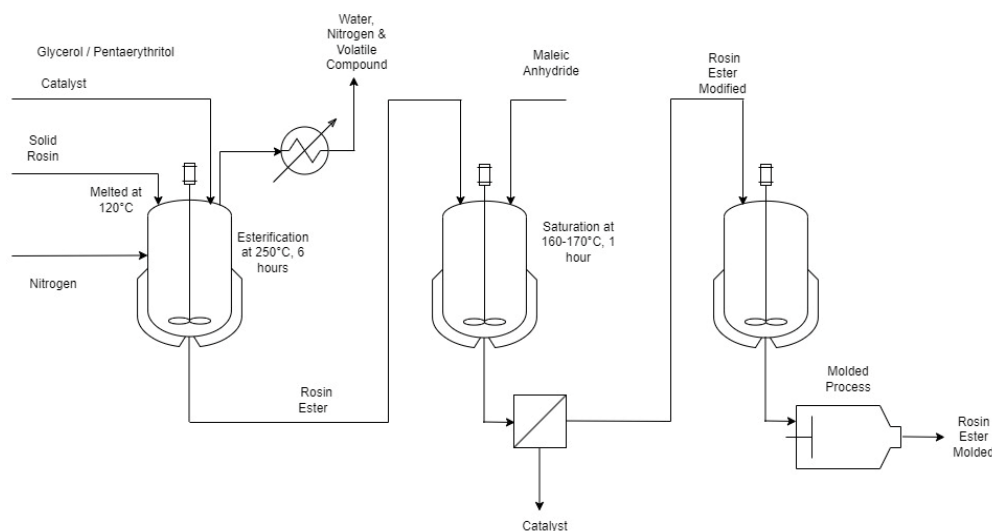 Water,
Nitrogen &
Volatile
Compound
Glycerol / Pentaerythritol
Catalyst
Maleic
Anhydride
Rosin
Ester
Modified
Solid
Rosin
Melted at
120°C
Esterification
at 250°C, 6
hours
Nitrogen
Saturation at
160-170°C, 1
hour
Rosin
Ester
Molded
Process
Rosin
Ester
Molded
Catalyst